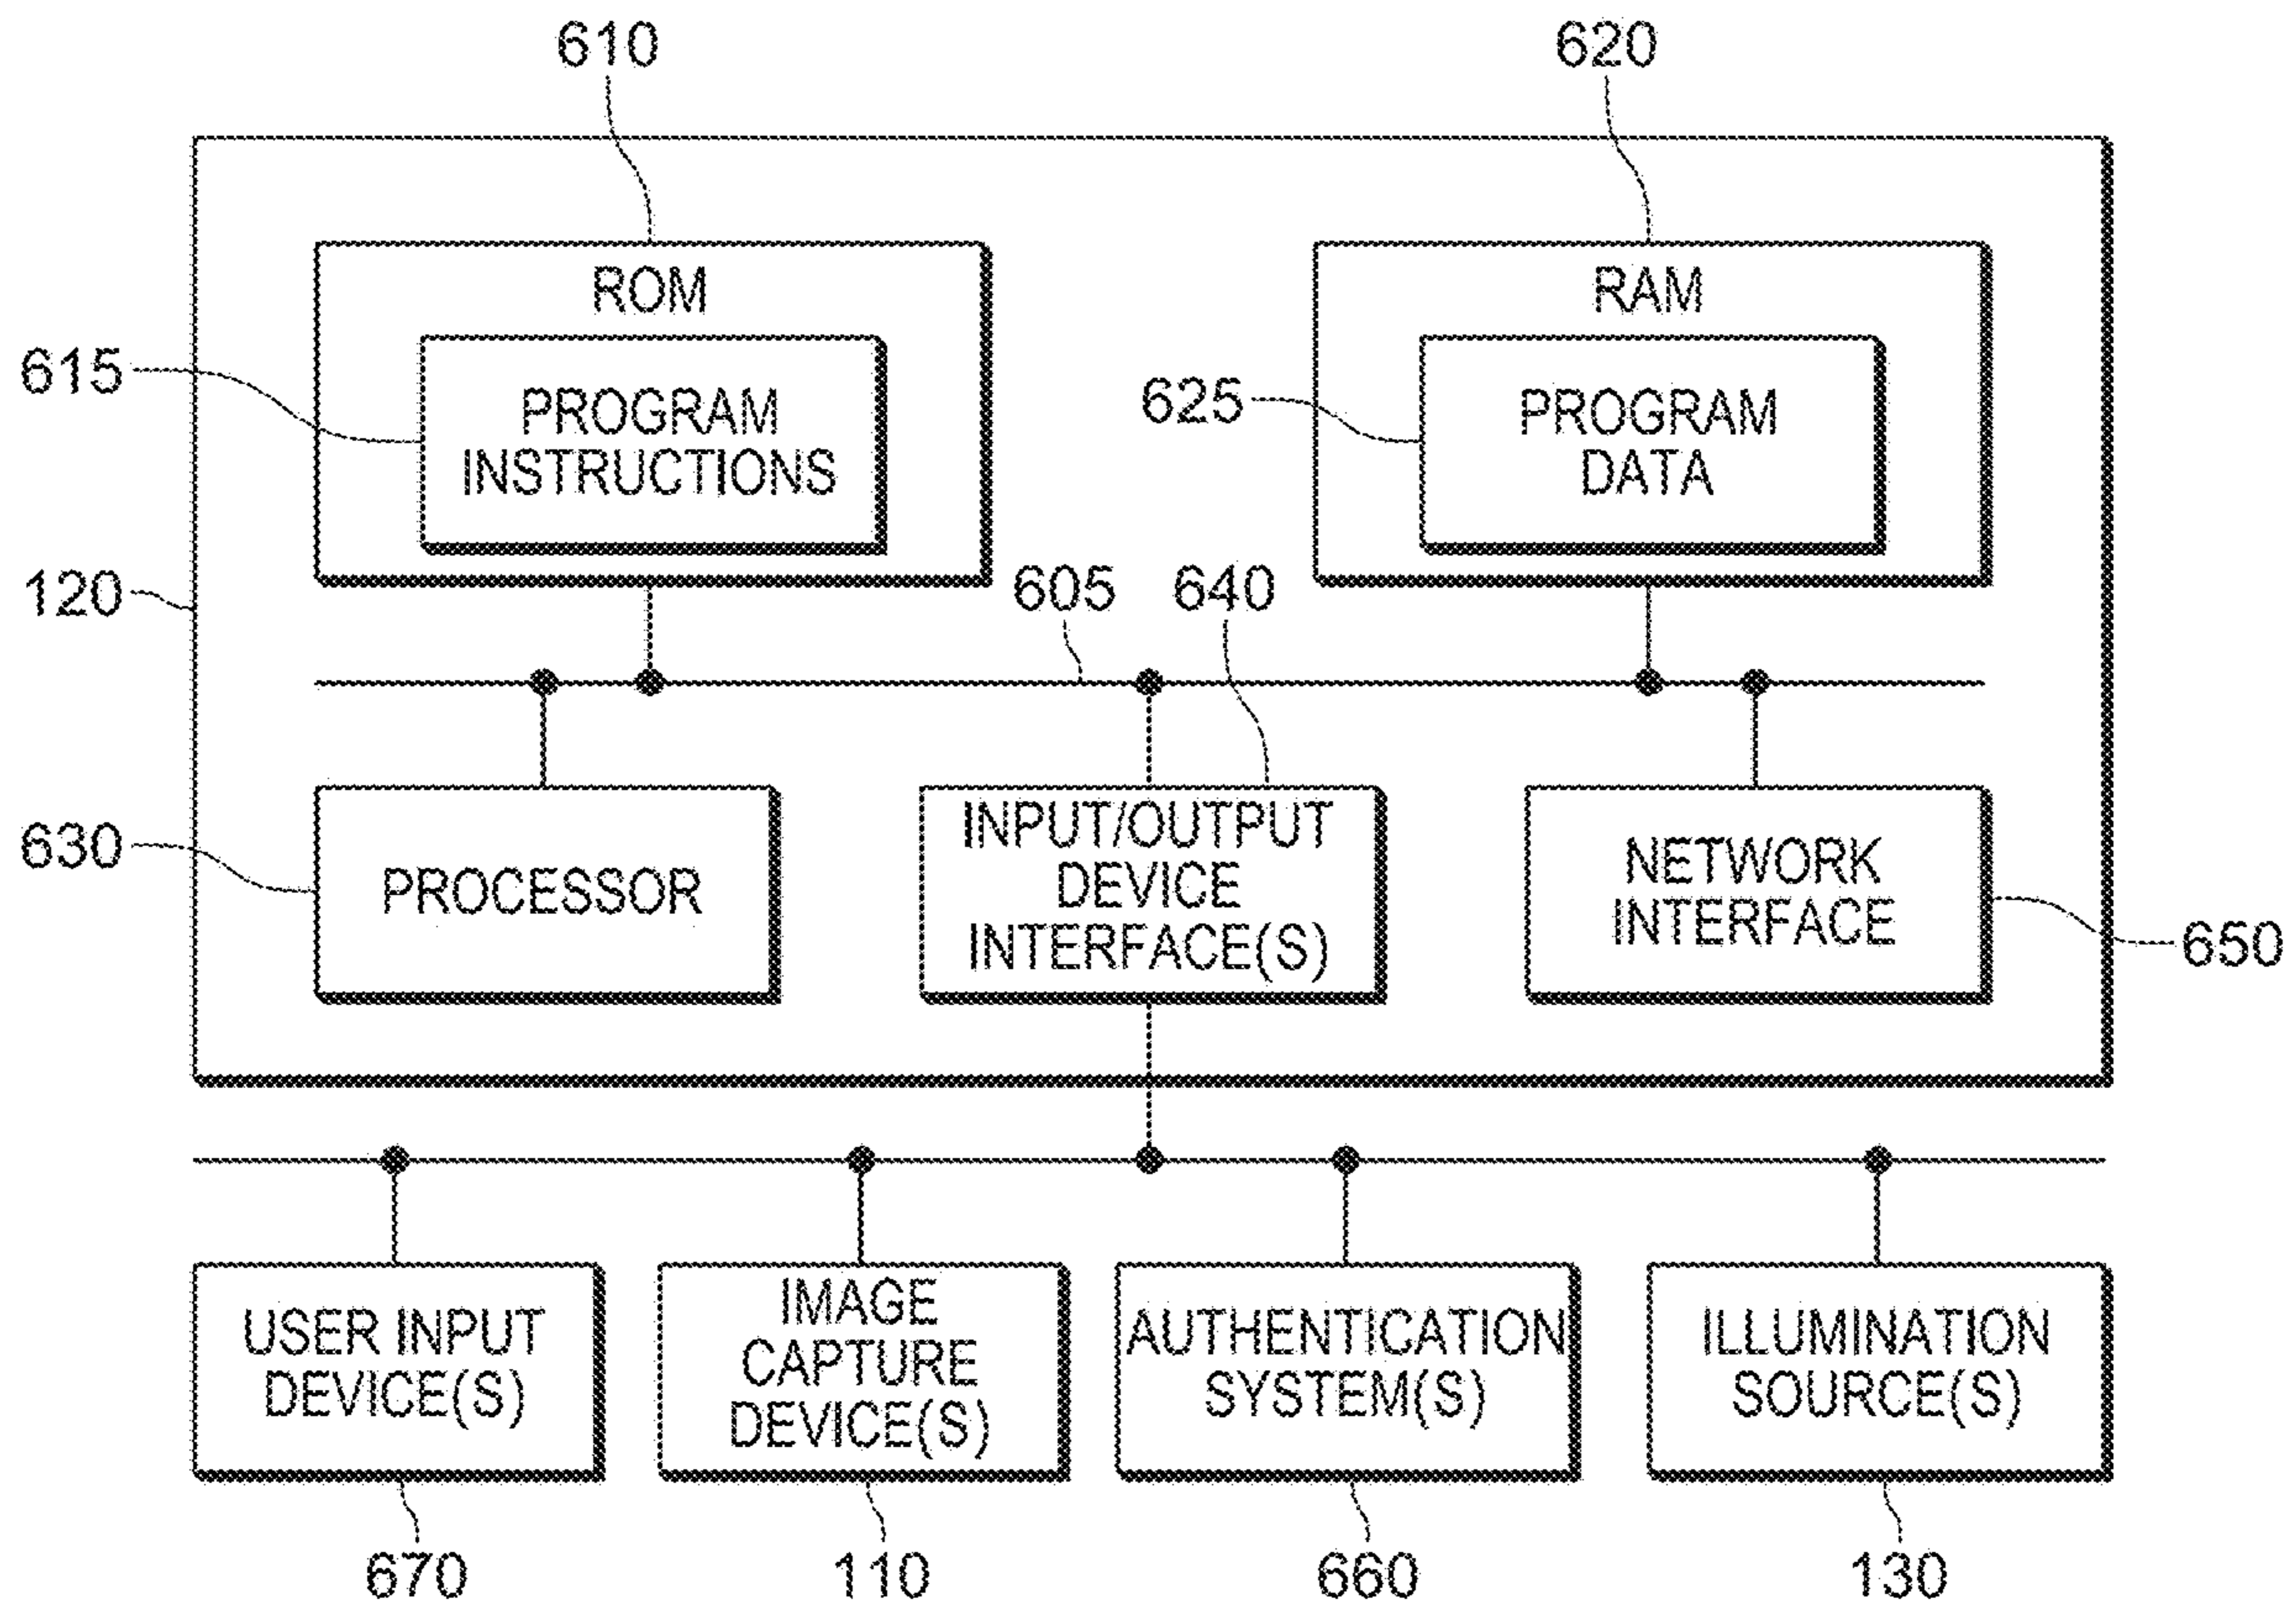 610
620
ROM
RAM
615
PROGRAM
INSTRUCTIONS
625
PROGRAM
DATA
120
605
640
630
PROCESSOR
INPUT/OUTPUT
DEVICE
INTERFACE(S)
NETWORK
INTERFACE
650
USER INPUT
DEVICE(S)
IMAGE
CAPTURE
DEVICE(S)
AUTHENTICATION
SYSTEM(S)
ILLUMINATION
SOURCE(S)
670
110
660
130